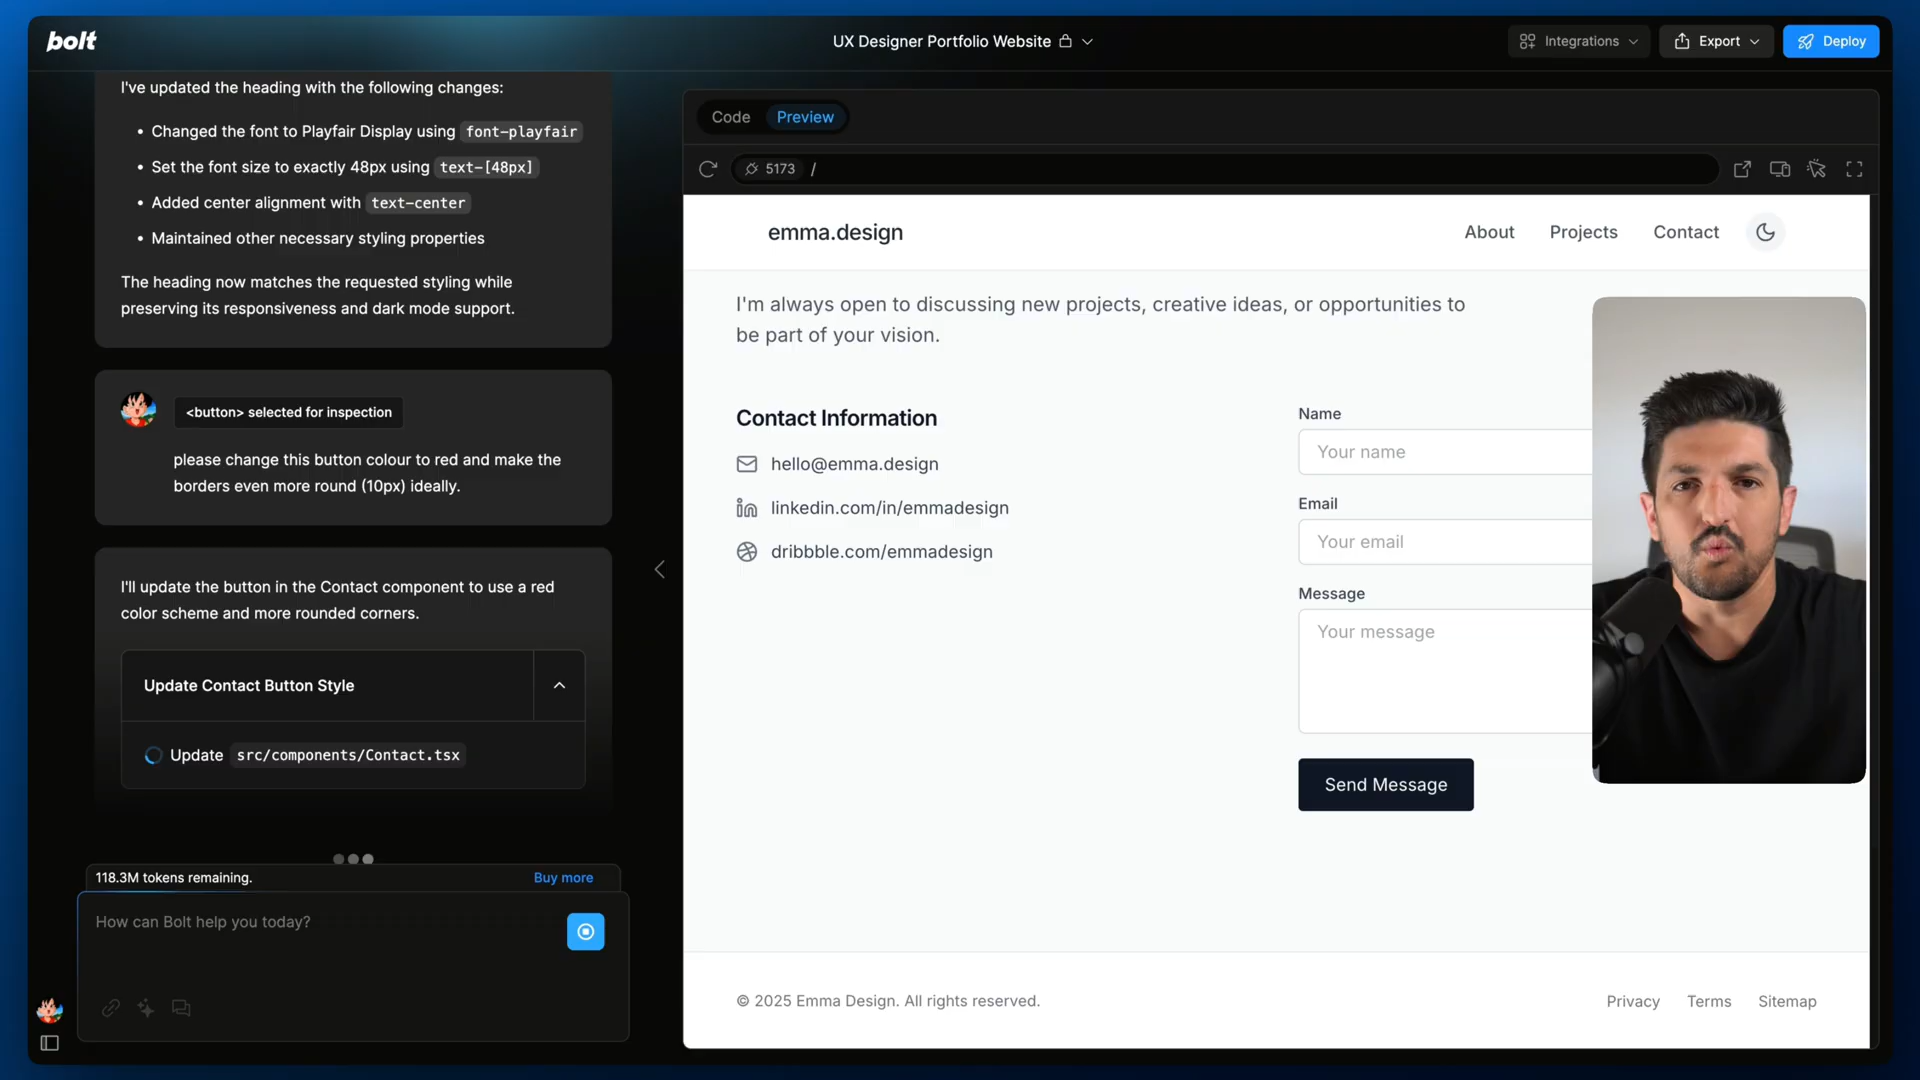 bolt
UX Designer Portfolio Website
Integrations
Export
Deploy
I've updated the heading with the following changes:
• Changed the font to Playfair Display using font-playfair
• Set the font size to exactly 48px using text-[48px]
• Added center alignment with text-center
• Maintained other necessary styling properties
The heading now matches the requested styling while
preserving its responsiveness and dark mode support.
<button> selected for inspection
please change this button colour to red and make the
borders even more round (10px) ideally.
I'll update the button in the Contact component to use a red
color scheme and more rounded corners.
Update Contact Button Style
Update src/components/Contact.tsx
118.3M tokens remaining.
Buy more
How can Bolt help you today?
Code
Preview
5173 /
emma.design
About
Projects
Contact
I'm always open to discussing new projects, creative ideas, or opportunities to
be part of your vision.
Contact Information
hello@emma.design
linkedin.com/in/emmadesign
dribbble.com/emmadesign
Name
Your name
Email
Your email
Message
Your message
Send Message
© 2025 Emma Design. All rights reserved.
Privacy
Terms
Sitemap